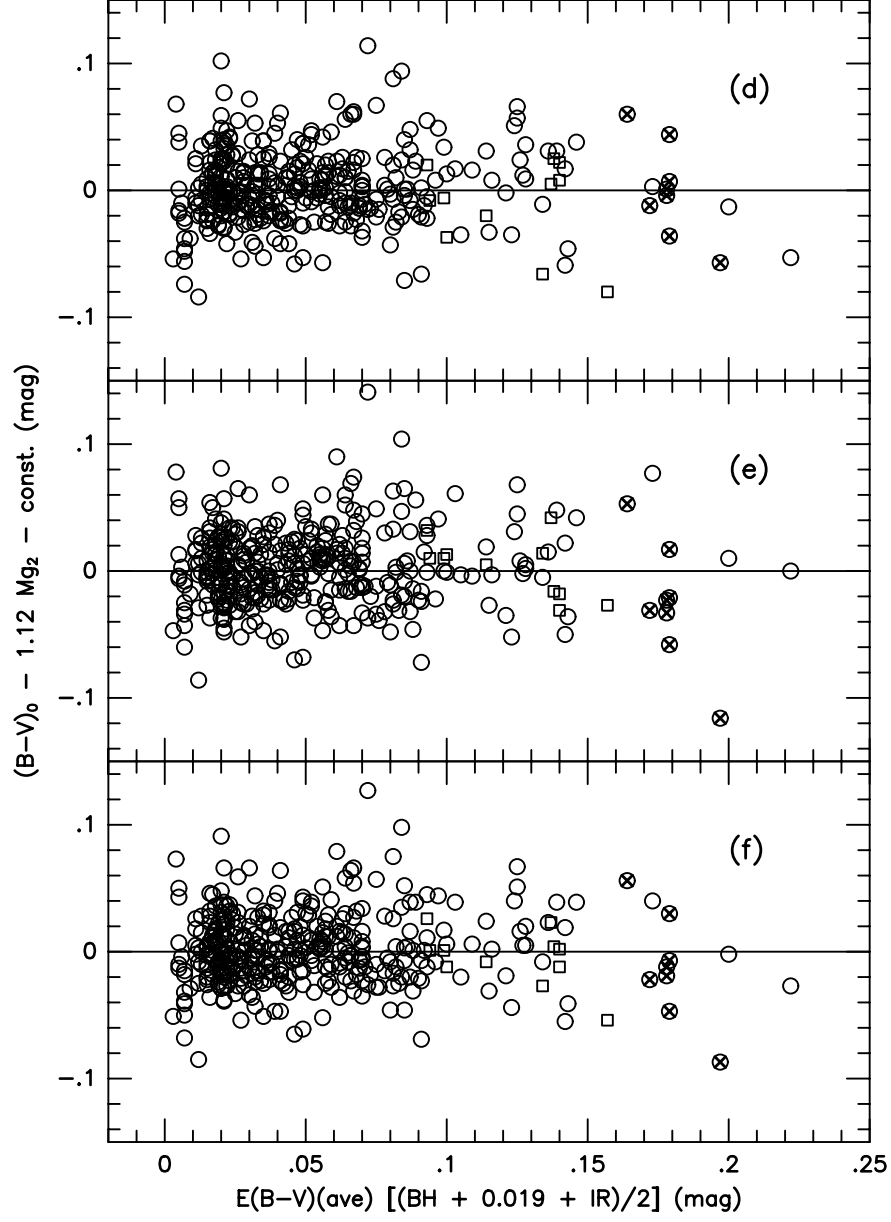 .1
(d)
0
−.1
.1
(e)
0
−.1
.1
(f)
0
−.1
(B−V)₀ − 1.12 Mg₂ − const. (mag)
0 .05 .1 .15 .2 .25
E(B−V)(ave) [(BH + 0.019 + IR)/2] (mag)